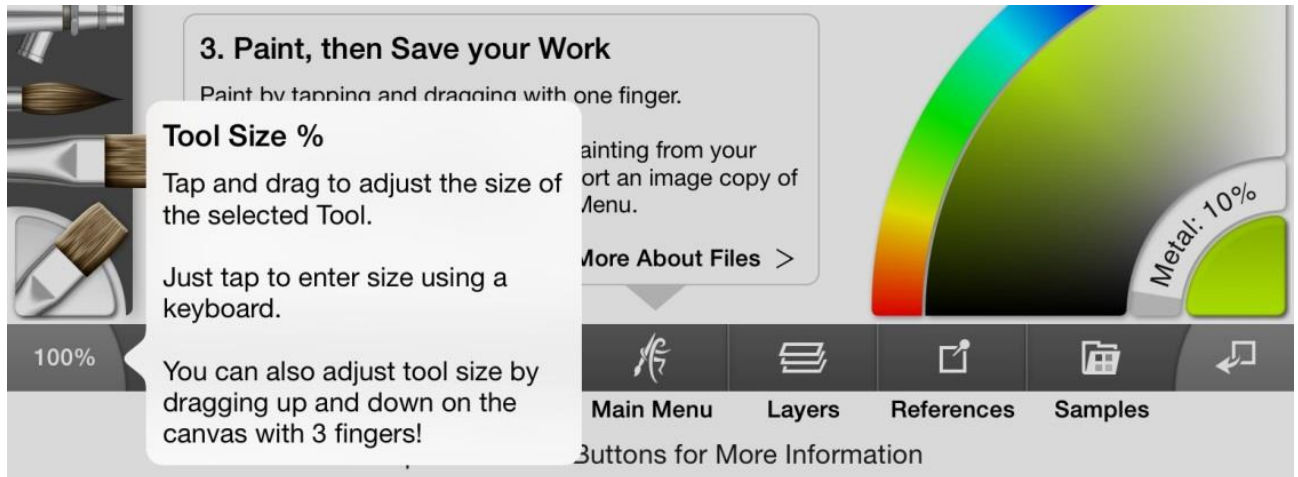 3. Paint, then Save your Work
Paint by tapping and dragging with one finger.
Tool Size %
Tap and drag to adjust the size of
the selected Tool.
Just tap to enter size using a
keyboard.
You can also adjust tool size by
dragging up and down on the
canvas with 3 fingers!
from your
an image copy of
Menu.
More About Files >
Metal: 10%
100%
Main Menu
Layers
References
Samples
Buttons for More Information